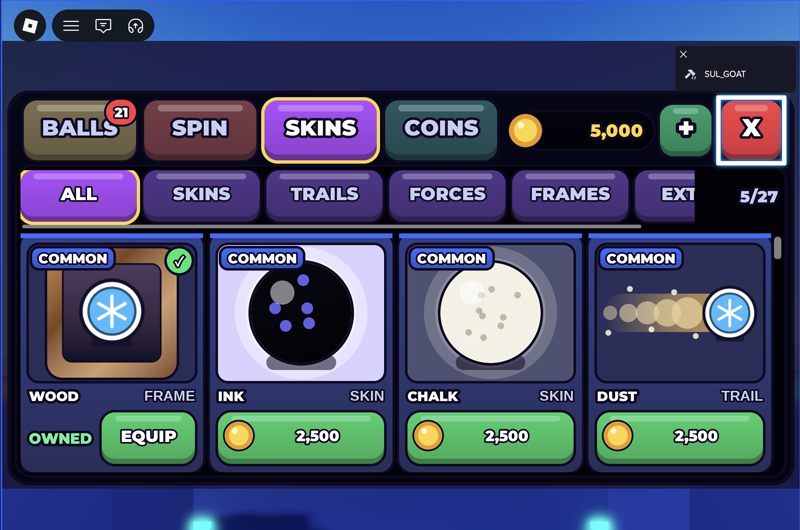 SUL_GOAT
BALLS 21 SPIN SKINS COINS 5,000 + X
ALL SKINS TRAILS FORCES FRAMES EXT 5/27
COMMON COMMON COMMON COMMON
WOOD FRAME INK SKIN CHALK SKIN DUST TRAIL
OWNED EQUIP 2,500 2,500 2,500